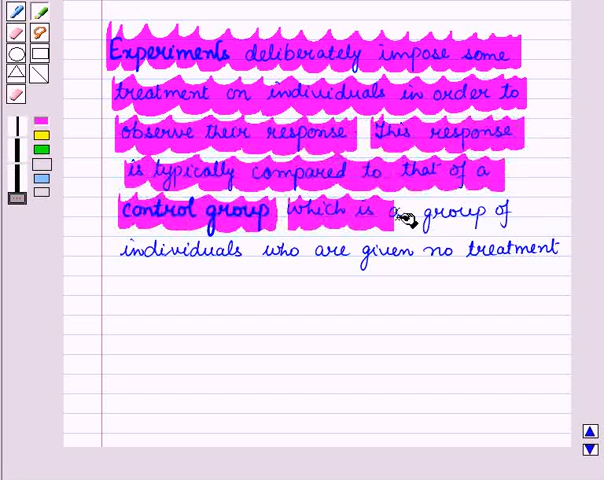 Experiments deliberately impose some
treatment on individuals in order to
observe their response. This response
is typically compared to that of a
control group which is a group of
individuals who are given no treatment